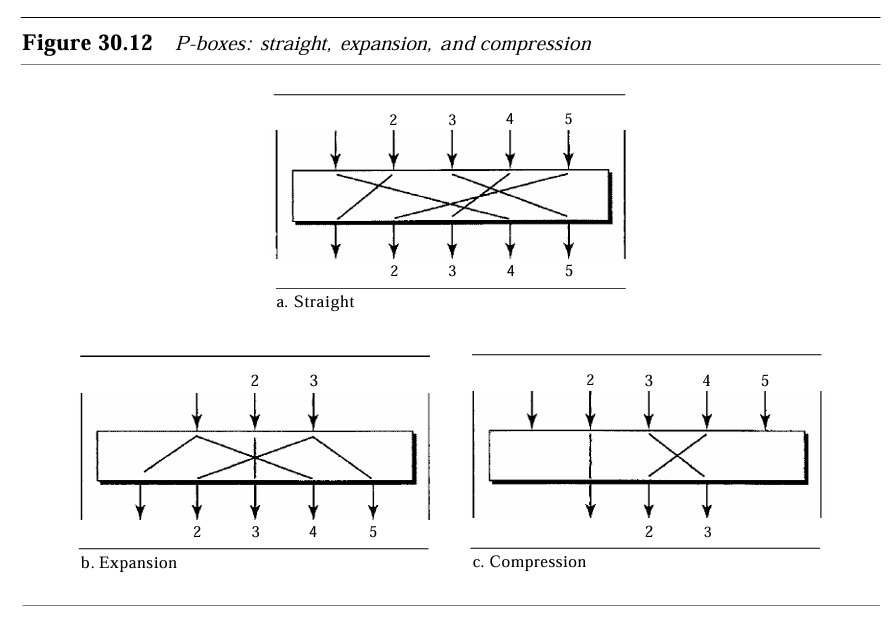 Figure 30.12 P-boxes: straight, expansion, and compression
2 3 4 5
2 3 4 5
a. Straight
2 3
2 3 4 5
b. Expansion
2 3 4 5
2 3
c. Compression